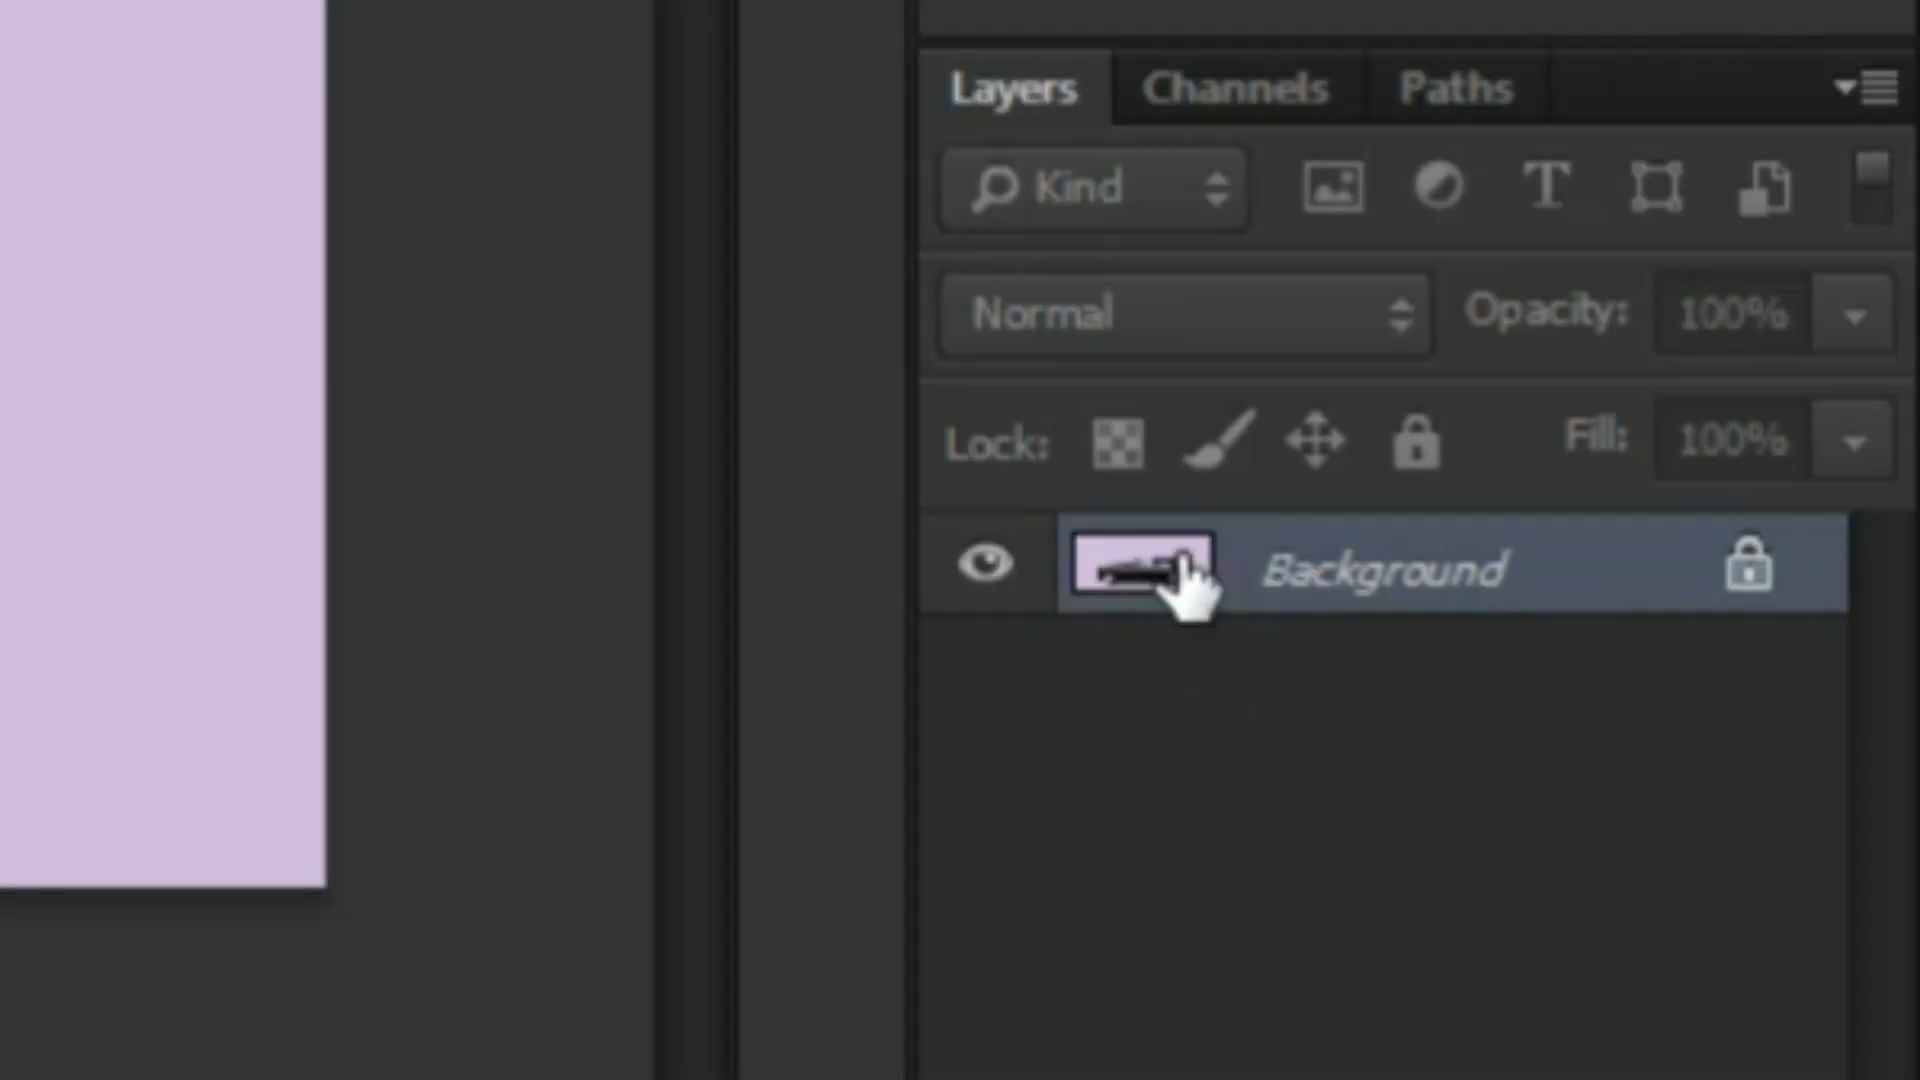 Layers Channels Paths
Kind
Normal Opacity: 100%
Lock: Fill: 100%
Background